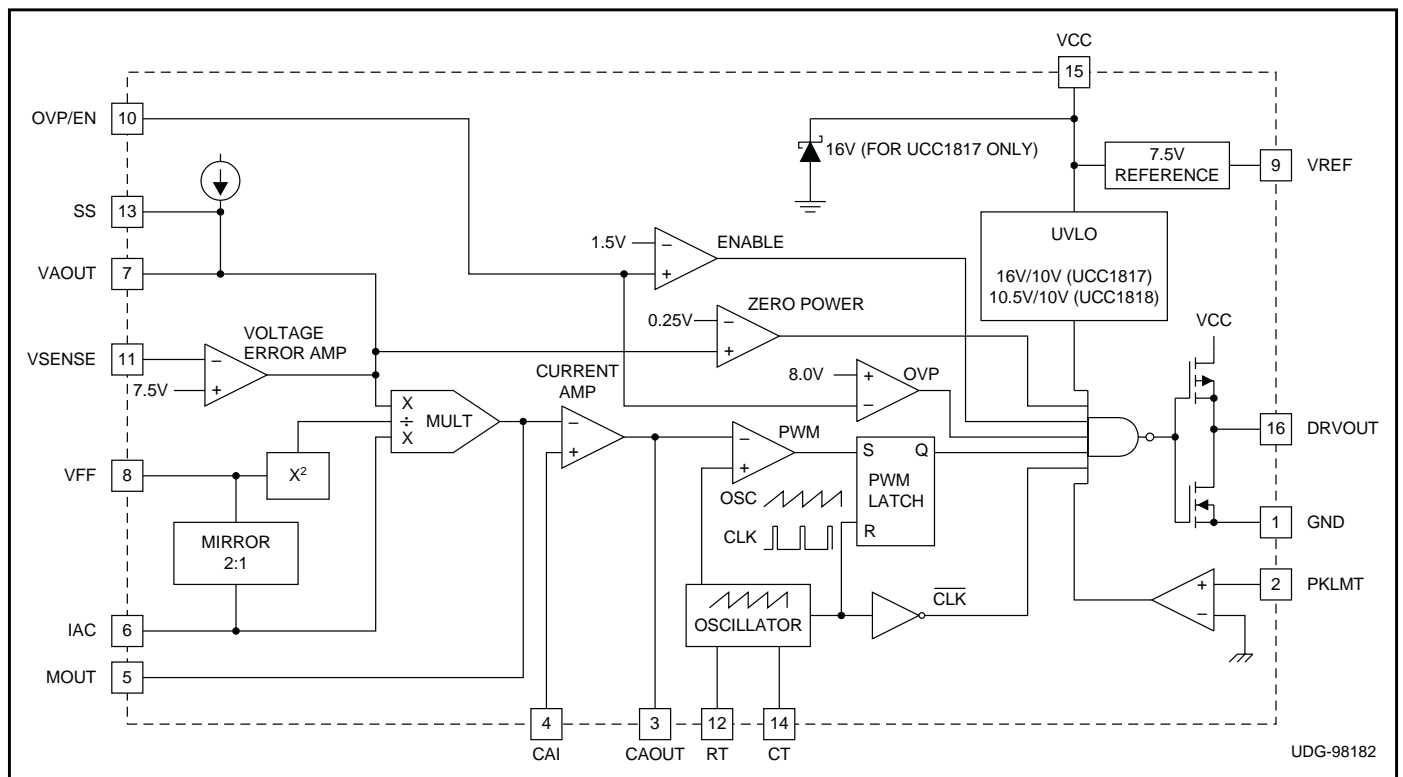 VCC
15
OVP/EN
10
16V (FOR UCC1817 ONLY)
7.5V
REFERENCE
9
VREF
SS
13
UVLO
16V/10V (UCC1817)
10.5V/10V (UCC1818)
1.5V
−
+
ENABLE
VAOUT
7
ZERO POWER
0.25V
−
+
VOLTAGE
ERROR AMP
VSENSE
11
−
7.5V
+
VCC
CURRENT
AMP
8.0V
+
−
OVP
X
÷
X
MULT
−
+
−
+
PWM
16
DRVOUT
VFF
8
X2
S
Q
PWM
LATCH
R
OSC
CLK
1
GND
MIRROR
2:1
2
PKLMT
+
−
OSCILLATOR
CLK
IAC
6
MOUT
5
4
3
12
14
CAI
CAOUT
RT
CT
UDG-98182